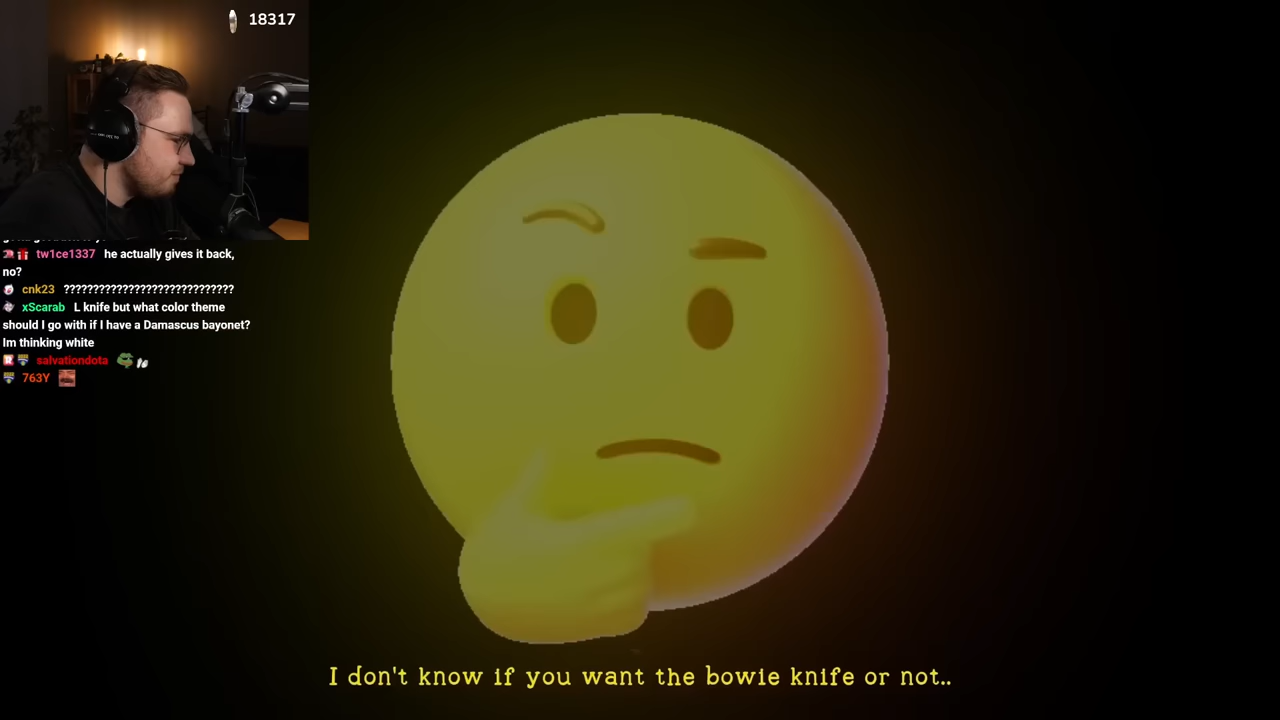 18317
tw1ce1337 he actually gives it back,
no?
cnk23 ?????????????????????????????
xScarab L knife but what color theme
should I go with if I have a Damascus bayonet?
Im thinking white
salvationdota
763Y
I don't know if you want the bowie knife or not..